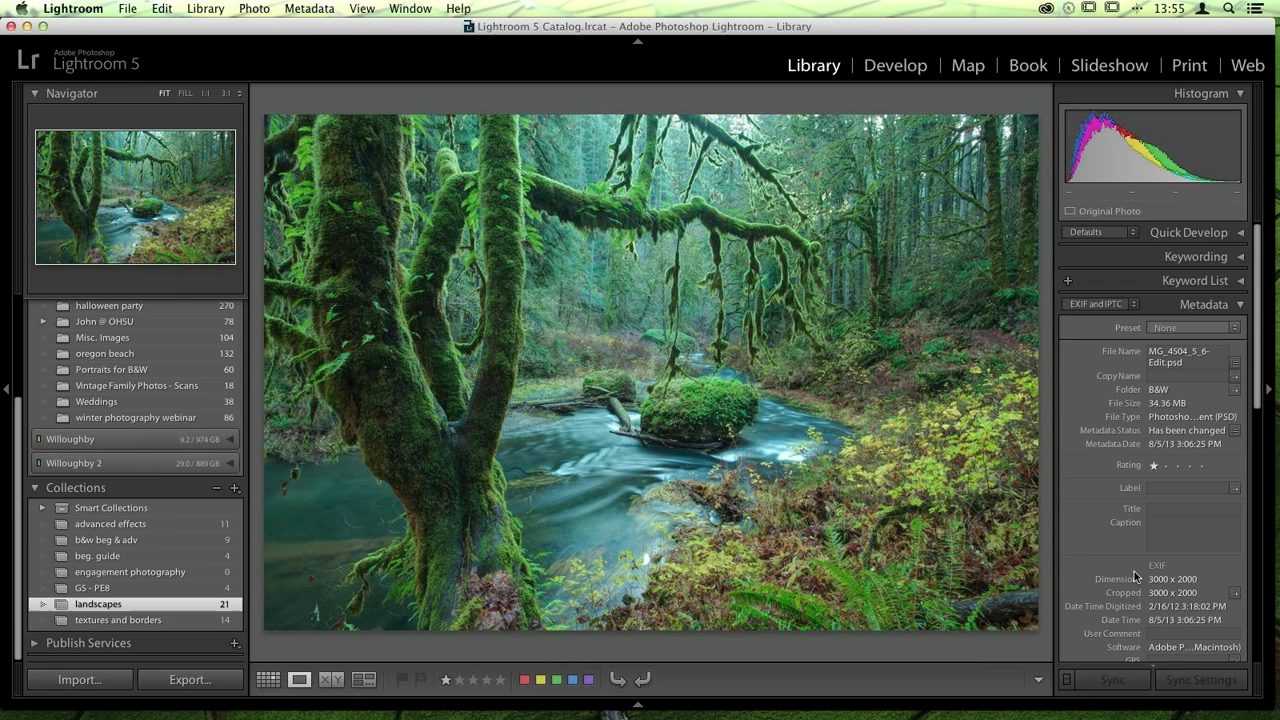 Lightroom File Edit Library Photo Metadata View Window Help 13:55
Lightroom 5 Catalog.lrcat – Adobe Photoshop Lightroom – Library
Lr Adobe Photoshop
Lightroom 5
Library | Develop | Map | Book | Slideshow | Print | Web
Navigator FIT FILL 1:1 3:1
halloween party 270
John @ OHSU 78
Misc. Images 104
oregon beach 132
Portraits for B&W 60
Vintage Family Photos - Scans 18
Weddings 4
winter photography webinar 86
Willoughby 9.2 / 974 GB
Willoughby 2 29.0 / 889 GB
Collections
Smart Collections
advanced effects 11
b&w beg & adv 9
beg. guide 4
engagement photography 0
GS - PE8 4
landscapes 21
textures and borders 14
Publish Services
Import... Export...
XY
Histogram
Original Photo
Defaults Quick Develop
Keywording
Keyword List
EXIF and IPTC Metadata
Preset None
File Name MG_4504_5_6-
Edit.psd
Copy Name
Folder B&W
File Size 34.36 MB
File Type Photosho...ent (PSD)
Metadata Status Has been changed
Metadata Date 8/5/13 3:06:25 PM
Rating
Label
Title
Caption
EXIF
Dimensions 3000 x 2000
Cropped 3000 x 2000
Date Time Digitized 2/16/12 3:18:02 PM
Date Time 8/5/13 3:06:25 PM
User Comment
Software Adobe P...Macintosh)
GPS
Sync Sync Settings